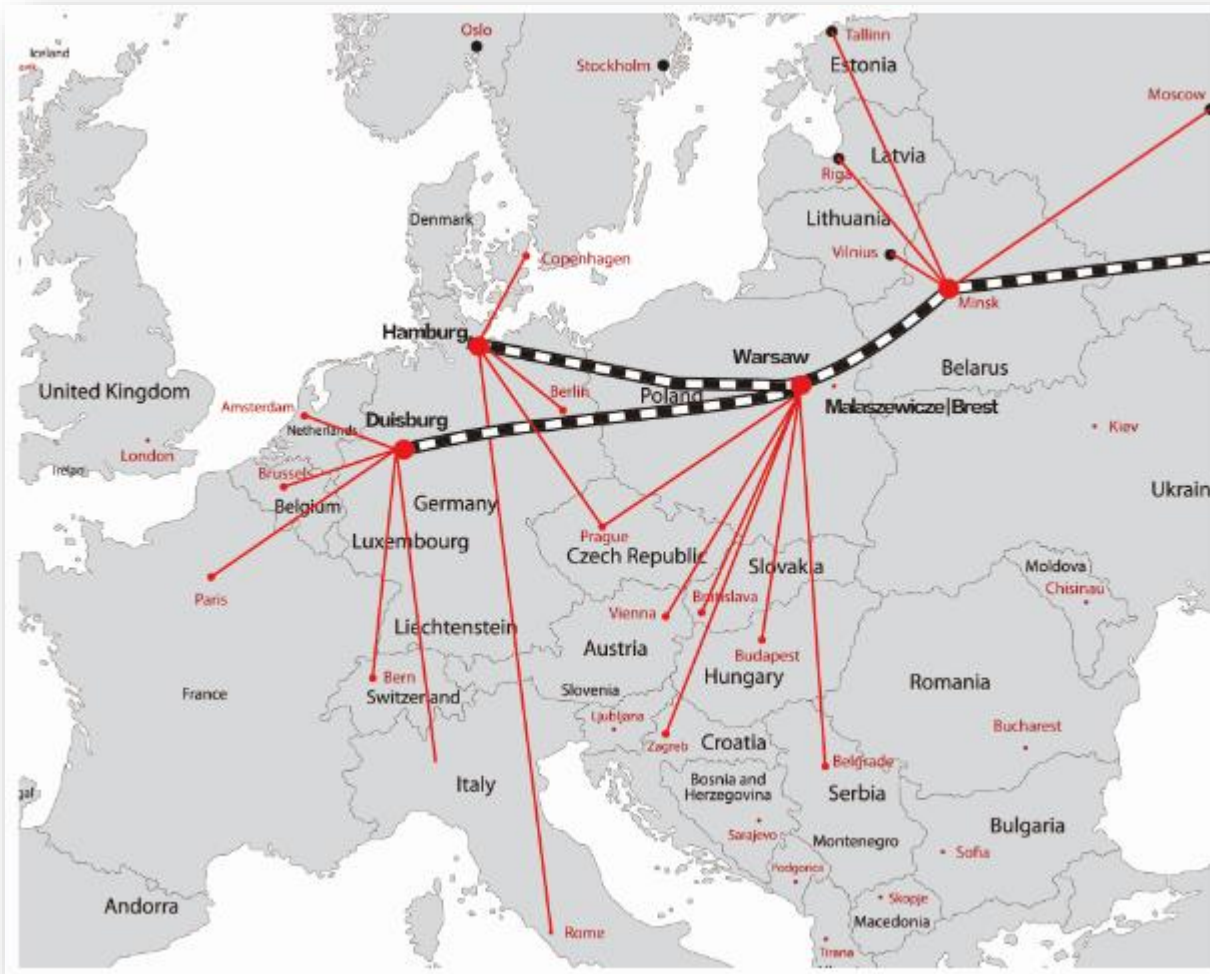 Oslo
Tallinn
Iceland
Stockholm
Estonia
Moscow
Latvia
Riga
Denmark
Lithuania
Vilnius
Copenhagen
Minsk
Hamburg
Warsaw
Belarus
United Kingdom
Berlin
Poland
Amsterdam
Malaszewicze|Brest
Duisburg
Netherlands
Kiev
London
Brussels
Ukrain
Germany
Belgium
Prague
Luxembourg
Czech Republic
Slovakia
Moldova
Chisinau
Paris
Bratislava
Vienna
Liechtenstein
Austria
Budapest
Bern
Hungary
Romania
France
Switzerland
Slovenia
Ljubljana
Bucharest
Zagreb
Croatia
Belgrade
Italy
Bosnia and
Herzegovina
Serbia
gal
Bulgaria
Sarajevo
Montenegro
Sofia
Podgorica
Skopje
Andorra
Macedonia
Rome
Tirana